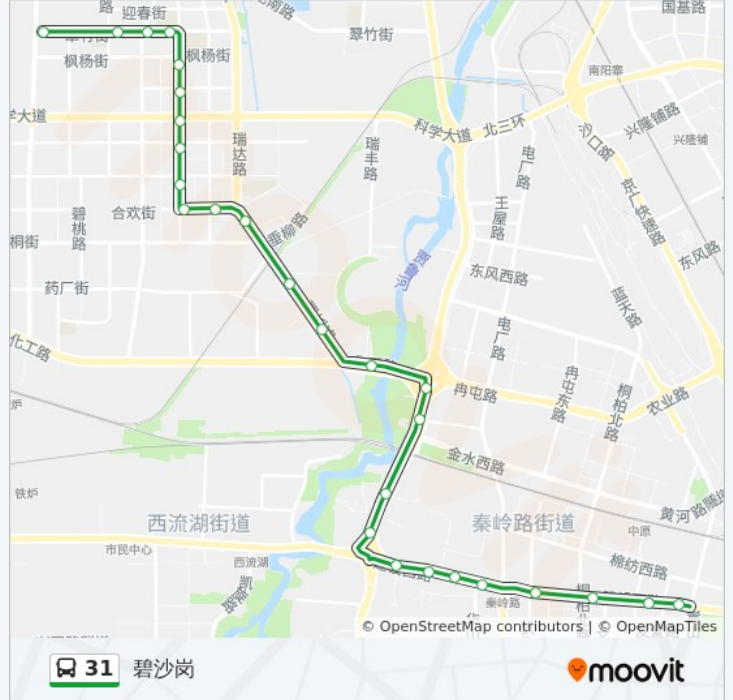 路
迎春街
国基路
翠竹街
翠竹街
枫杨街
枫杨街
南阳寨
学大道
科学大道
北三环
沙口路
兴隆铺路
兴隆铺
瑞达路
瑞丰路
电厂路
京广快速路
碧桃路
合欢街
垂柳路
王屋路
桐街
东风路
贾鲁河
东风西路
药厂街
蓝天路
电厂路
化工路
冉屯路
冉屯东路
桐柏北路
农业路
炉
金水西路
铁炉
西流湖街道
秦岭路街道
黄河路隧道
中原
市民中心
西流湖
棉纺西路
秦岭路
© OpenStreetMap contributors | © OpenMapTiles
31 碧沙岗
moovit